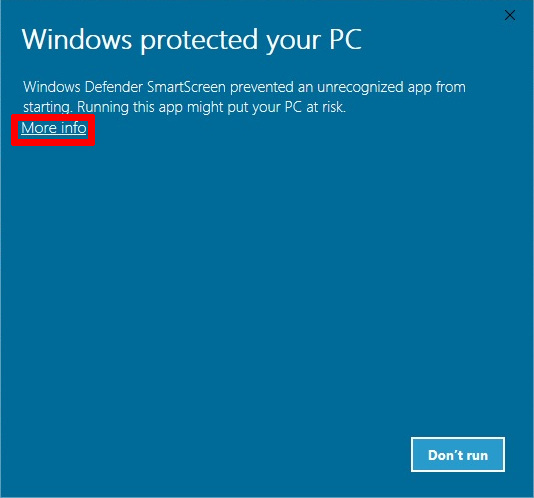 Windows protected your PC
Windows Defender SmartScreen prevented an unrecognized app from
starting. Running this app might put your PC at risk.
More info
Don't run